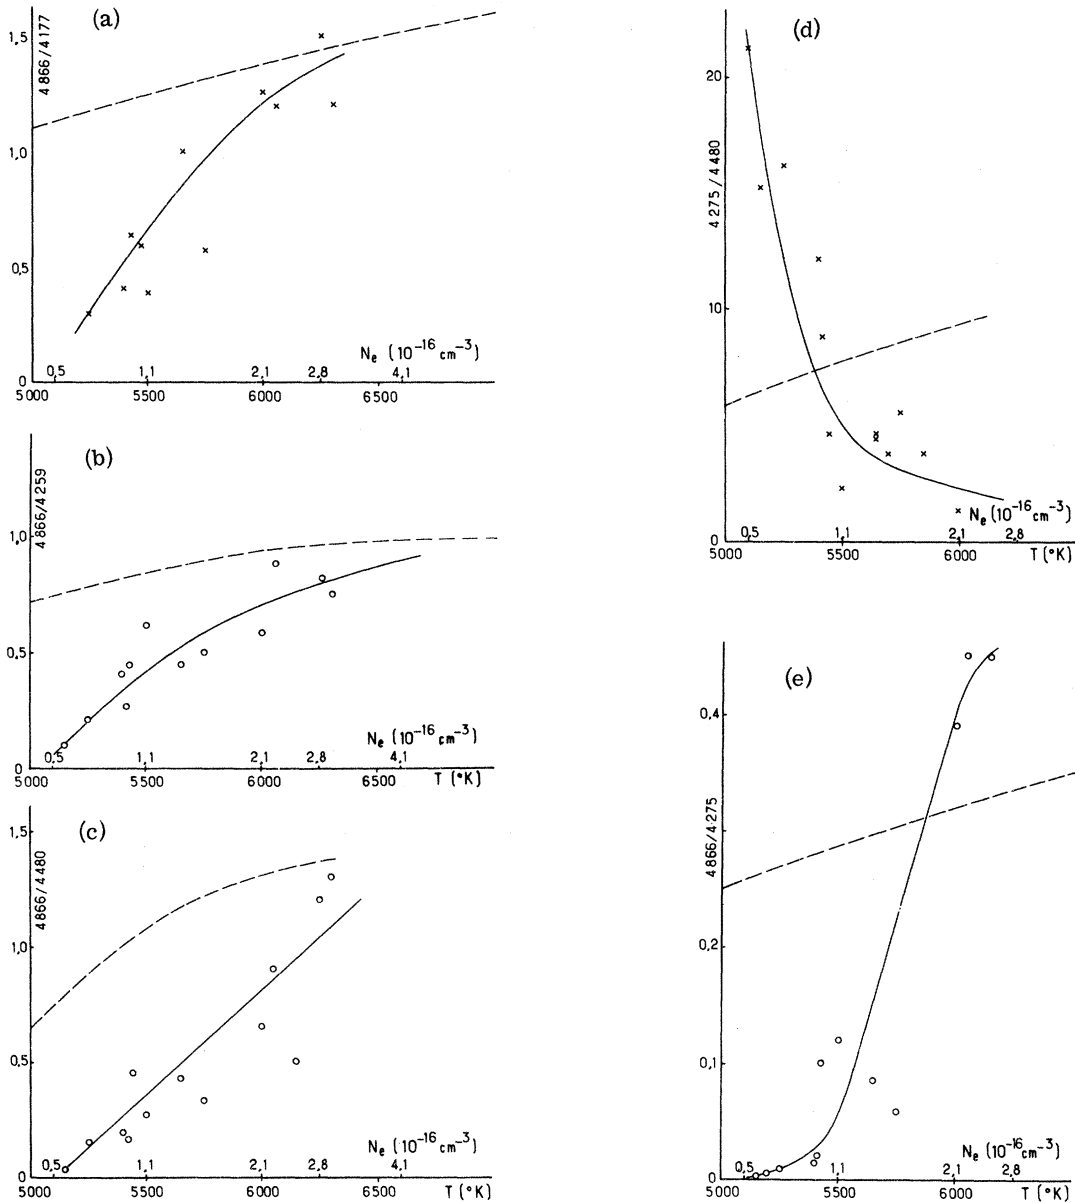 (a)
4866/4177
1,5
1,0
0,5
0
N_e (10^-16 cm^-3)
0,5 1,1 2,1 2,8 4,1
5000 5500 6000 6500
(b)
4866/4259
1,0
0,5
0
N_e (10^-16 cm^-3)
0,5 1,1 2,1 2,8 4,1
5000 5500 6000 6500 T (°K)
(c)
4866/4480
1,5
1,0
0,5
0
N_e (10^-16 cm^-3)
0,5 1,1 2,1 2,8 4,1
5000 5500 6000 6500 T (°K)
(d)
4275/4480
20
10
0
N_e (10^-16 cm^-3)
0,5 1,1 2,1 2,8
5000 5500 6000 T (°K)
(e)
4866/4275
0,4
0,2
0,1
0
N_e (10^-16 cm^-3)
0,5 1,1 2,1 2,8
5000 5500 6000 T (°K)